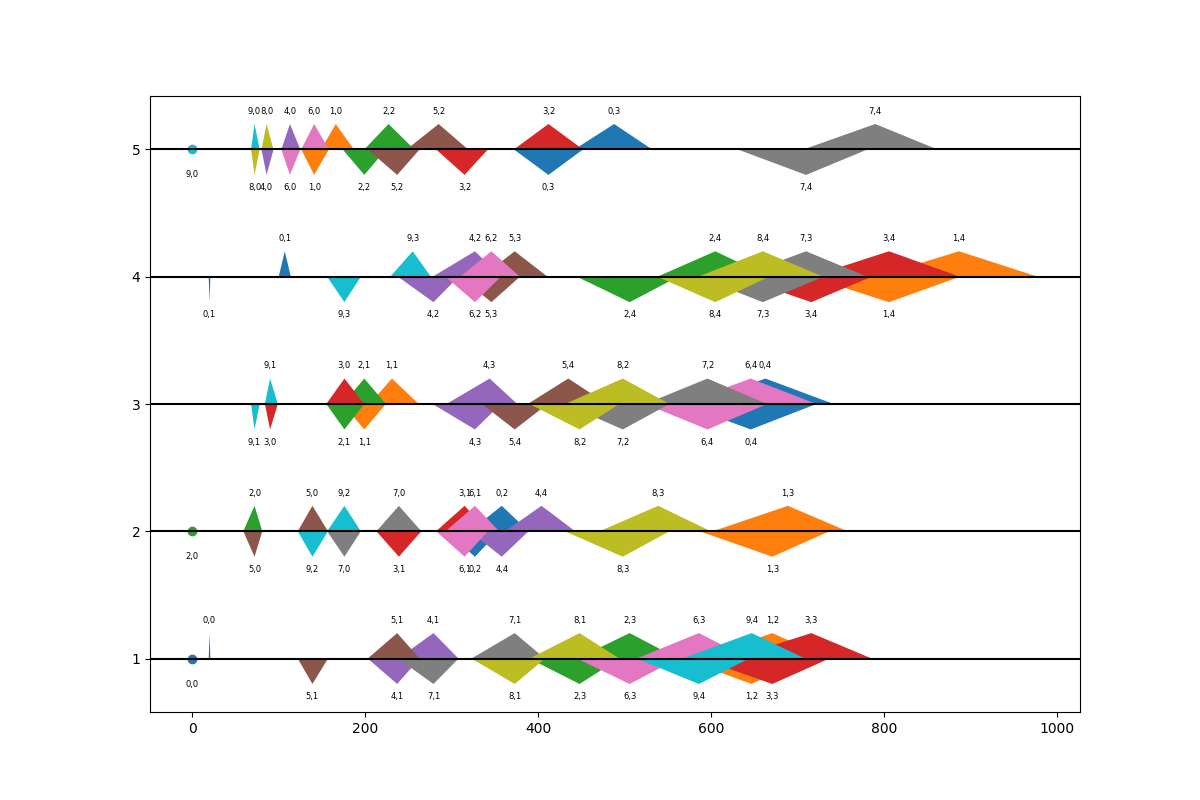 9,0 8,0 4,0 6,0 1,0 2,2 5,2 3,2 0,3 7,4
5
9,0 8,0 4,0 6,0 1,0 2,2 5,2 3,2 0,3 7,4
0,1 9,3 4,2 6,2 5,3 2,4 8,4 7,3 3,4 1,4
4
0,1 9,3 4,2 6,2 5,3 2,4 8,4 7,3 3,4 1,4
9,1 3,0 2,1 1,1 4,3 5,4 8,2 7,2 6,4 0,4
3
9,1 3,0 2,1 1,1 4,3 5,4 8,2 7,2 6,4 0,4
2,0 5,0 9,2 7,0 3,1 6,1 0,2 4,4 8,3 1,3
2
2,0 5,0 9,2 7,0 3,1 6,1 0,2 4,4 8,3 1,3
0,0 5,1 4,1 7,1 8,1 2,3 6,3 9,4 1,2 3,3
1
0,0 5,1 4,1 7,1 8,1 2,3 6,3 9,4 1,2 3,3
0 200 400 600 800 1000